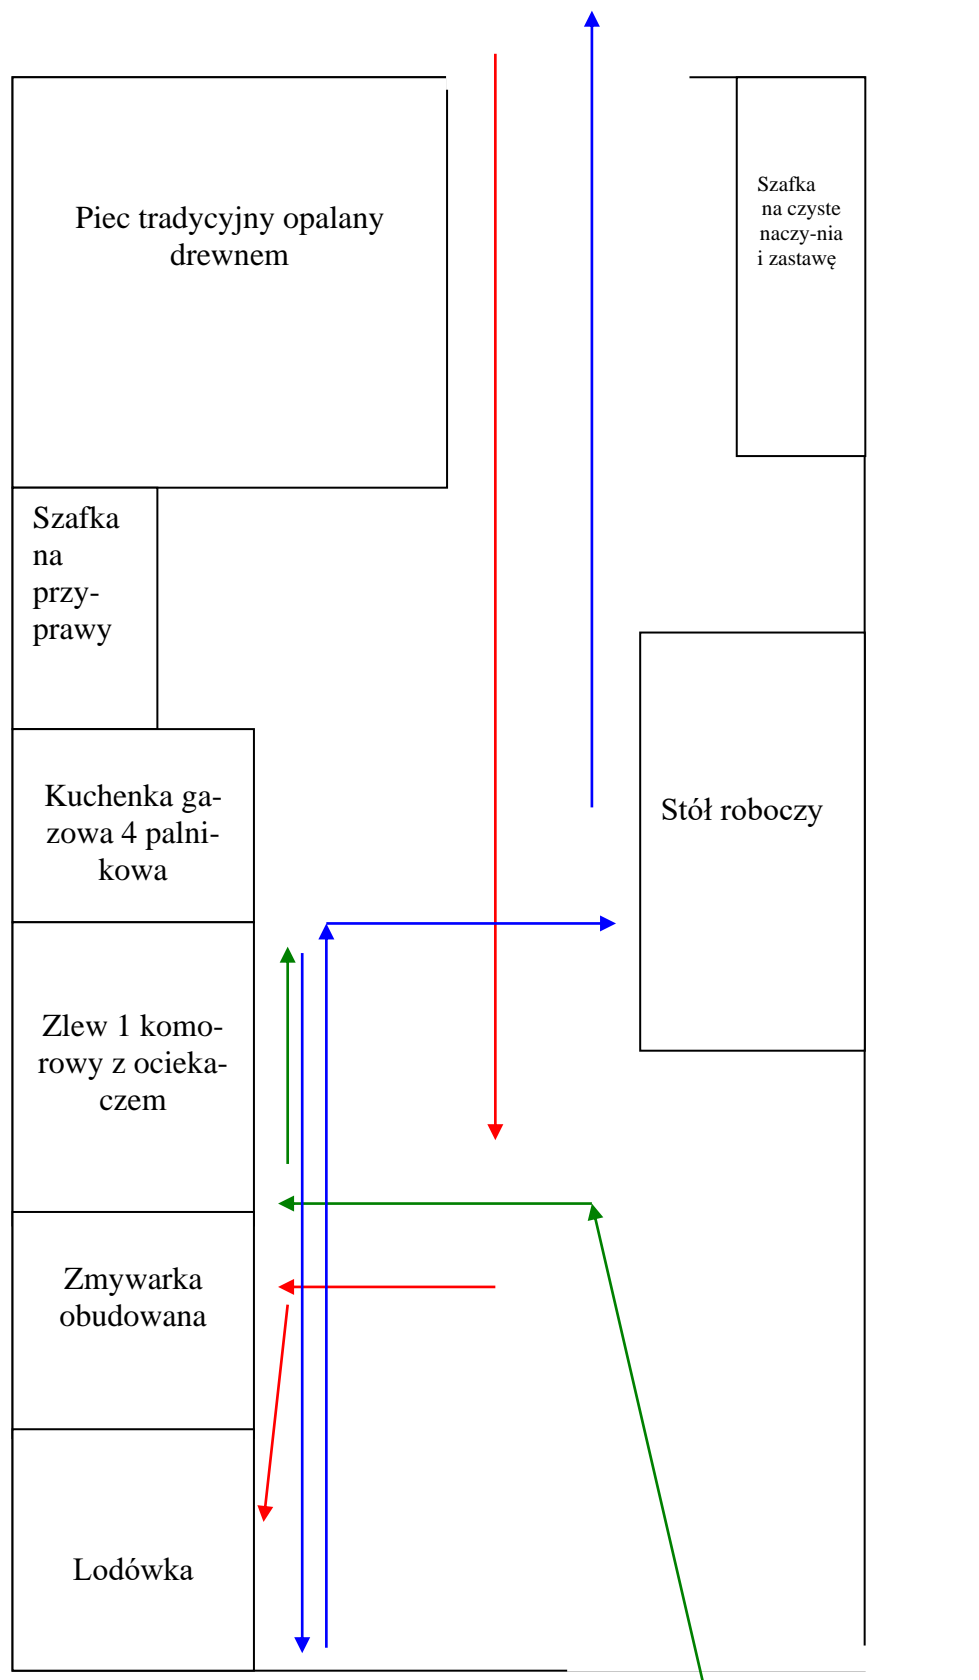 Piec tradycyjny opalany
drewnem
Szafka
na czyste
naczy-nia
i zastawę
Szafka
na
przy-
prawy
Kuchenka ga-
zowa 4 palni-
kowa
Stół roboczy
Zlew 1 komo-
rowy z ocieka-
czem
Zmywarka
obudowana
Lodówka